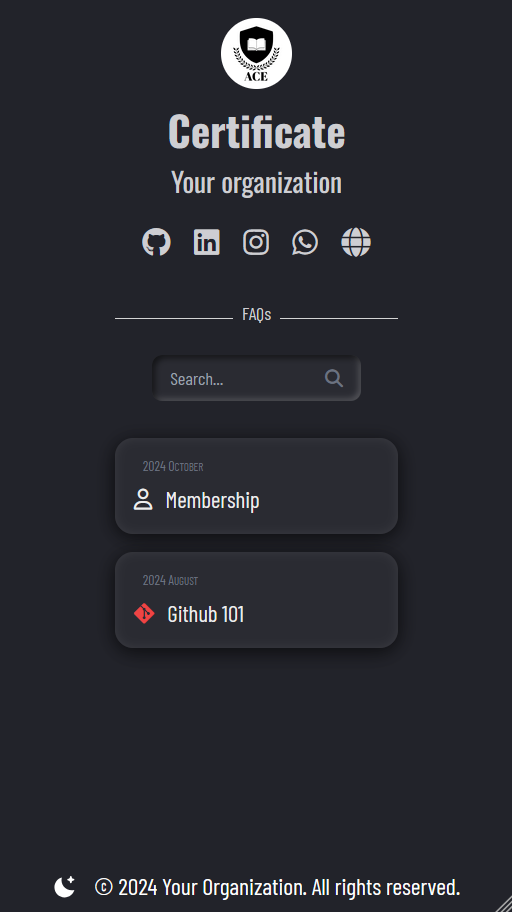 ACE
Certificate
Your organization
FAQs
Search...
2024 October
Membership
2024 August
Github 101
© 2024 Your Organization. All rights reserved.